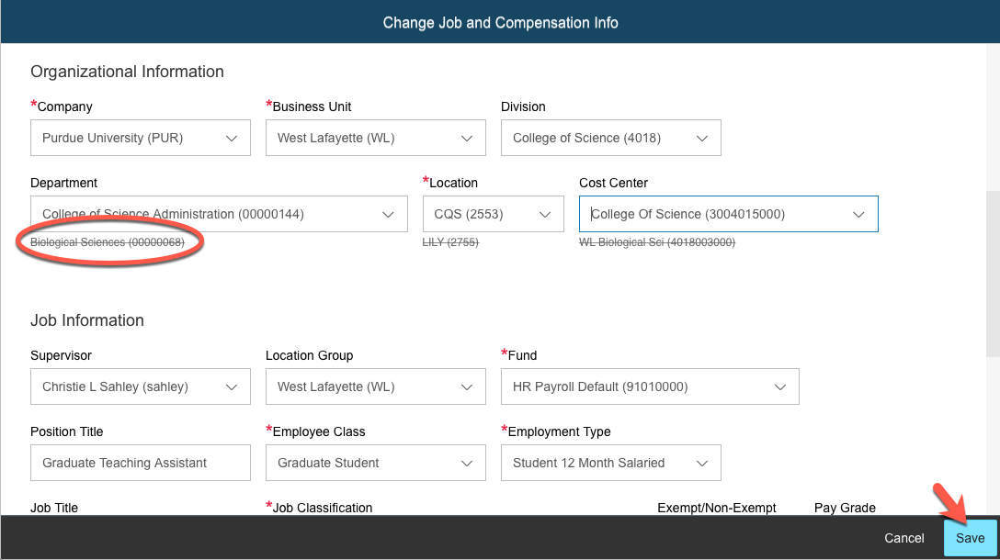 Change Job and Compensation Info
Organizational Information
*Company *Business Unit Division
Purdue University (PUR) West Lafayette (WL) College of Science (4018)
Department *Location Cost Center
College of Science Administration (00000144) CQS (2553) College Of Science (3004015000)
Biological Sciences (00000068) LILY (2755) WL Biological Sci (4018003000)
Job Information
Supervisor Location Group *Fund
Christie L Sahley (sahley) West Lafayette (WL) HR Payroll Default (91010000)
Position Title *Employee Class *Employment Type
Graduate Teaching Assistant Graduate Student Student 12 Month Salaried
Job Title *Job Classification Exempt/Non-Exempt Pay Grade
Cancel Save